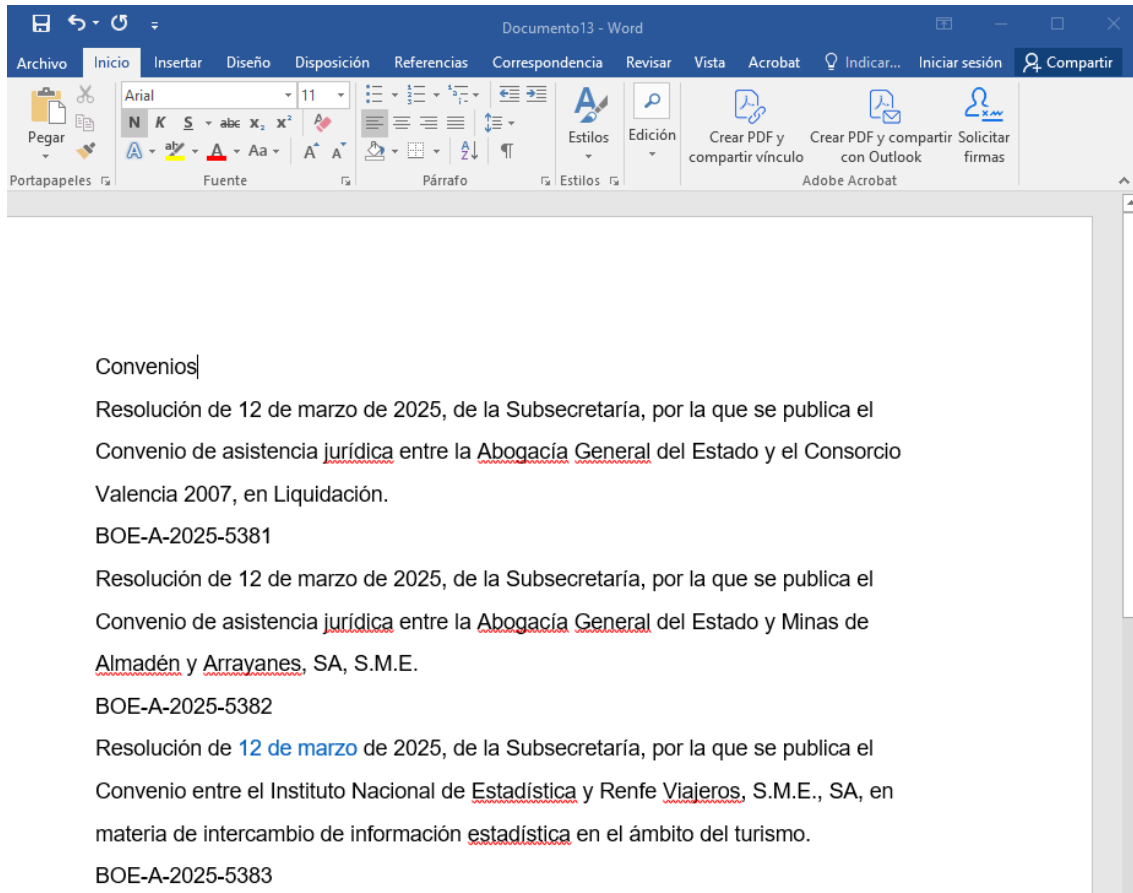 Documento13 - Word
Archivo Inicio Insertar Diseño Disposición Referencias Correspondencia Revisar Vista Acrobat Indicar... Iniciar sesión Compartir
Arial 11
N K S abc x₂ x²
A aby A Aa A A A Z ¶
Pegar
Estilos
Edición
Crear PDF y compartir vínculo
Crear PDF y compartir con Outlook
Solicitar firmas
Portapapeles Fuente Párrafo Estilos Adobe Acrobat
Convenios
Resolución de 12 de marzo de 2025, de la Subsecretaría, por la que se publica el
Convenio de asistencia jurídica entre la Abogacía General del Estado y el Consorcio
Valencia 2007, en Liquidación.
BOE-A-2025-5381
Resolución de 12 de marzo de 2025, de la Subsecretaría, por la que se publica el
Convenio de asistencia jurídica entre la Abogacía General del Estado y Minas de
Almadén y Arrayanes, SA, S.M.E.
BOE-A-2025-5382
Resolución de 12 de marzo de 2025, de la Subsecretaría, por la que se publica el
Convenio entre el Instituto Nacional de Estadística y Renfe Viajeros, S.M.E., SA, en
materia de intercambio de información estadística en el ámbito del turismo.
BOE-A-2025-5383